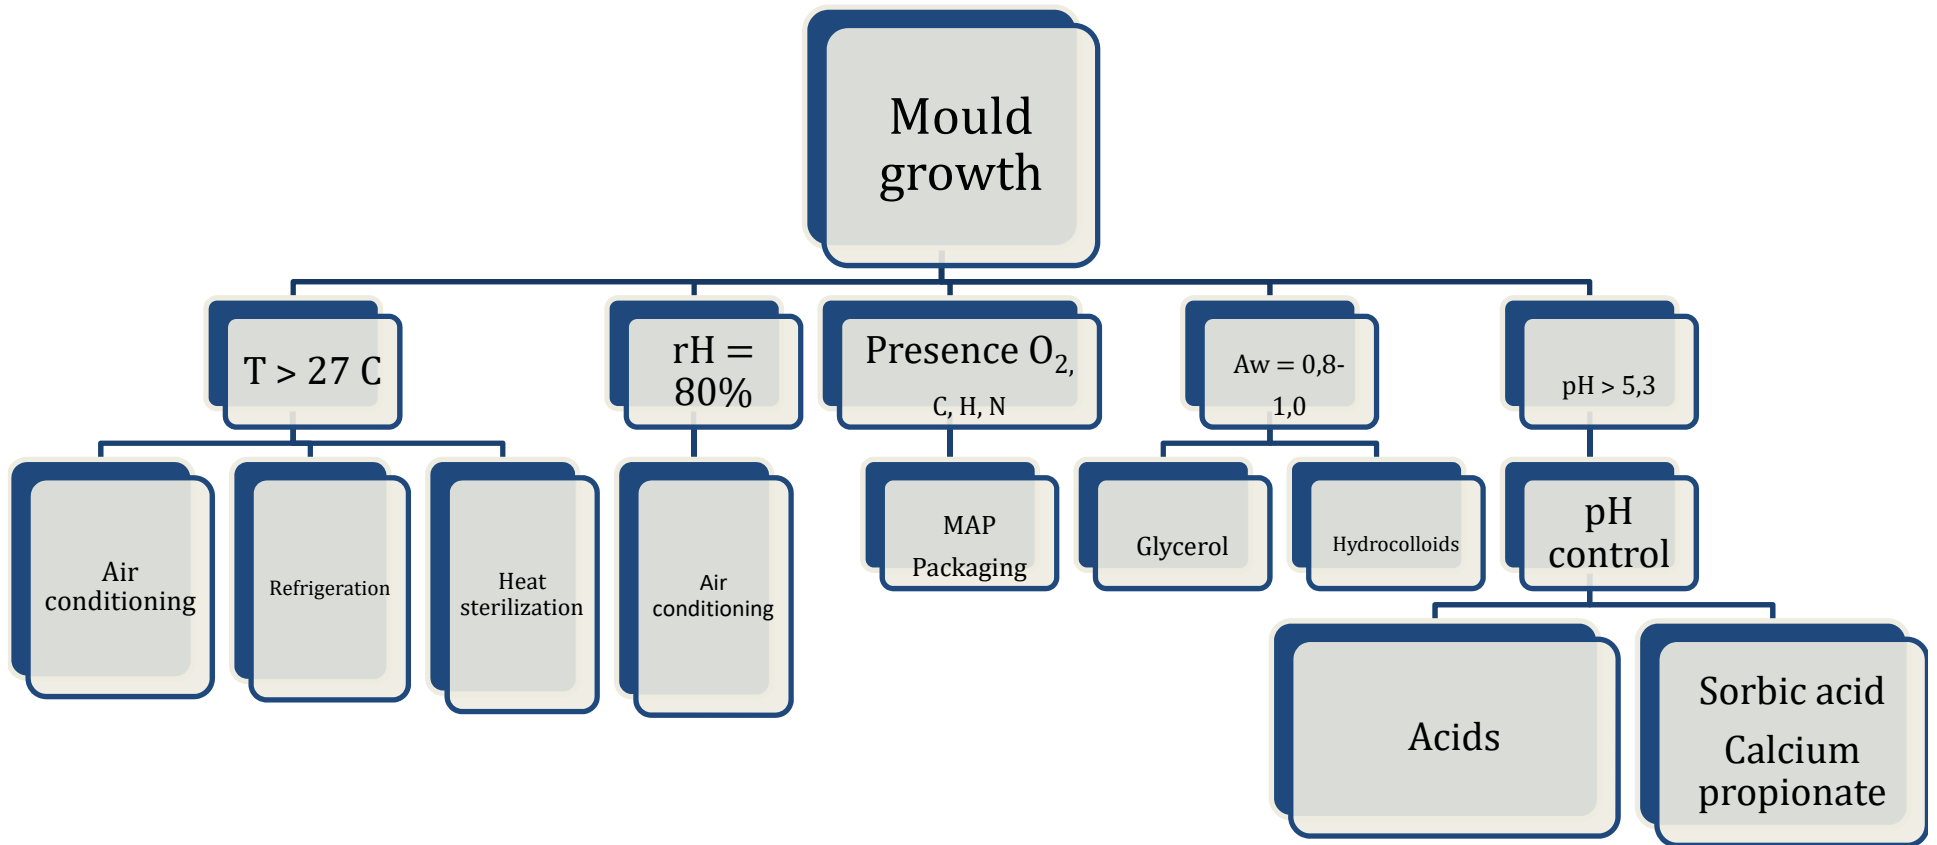 Mould
growth
T > 27 C
rH =
80%
Presence O₂,
C, H, N
Aw = 0,8-
1,0
pH > 5,3
Air
conditioning
Refrigeration
Heat
sterilization
Air
conditioning
MAP
Packaging
Glycerol
Hydrocolloids
pH
control
Acids
Sorbic acid
Calcium
propionate